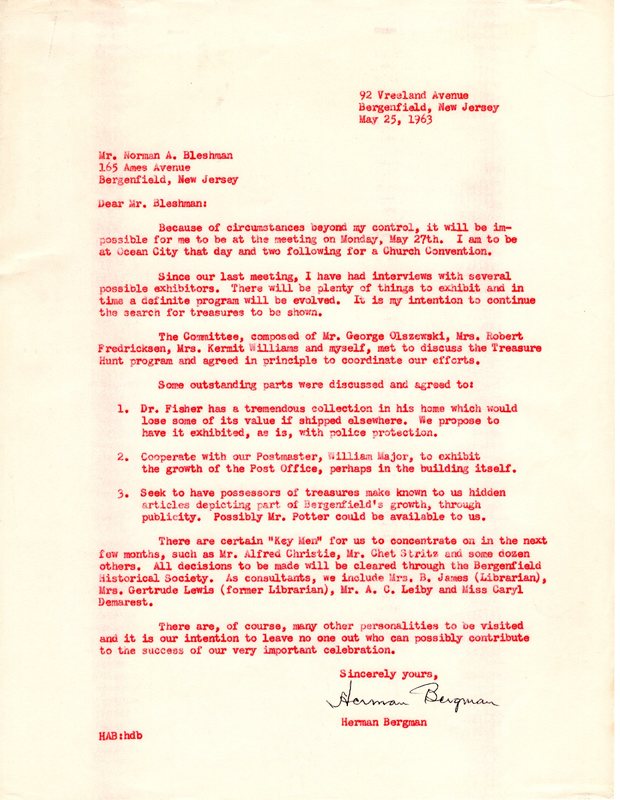 92 Vreeland Avenue
Bergenfield, New Jersey
May 25, 1963
Mr. Norman A. Bleshman
165 Ames Avenue
Bergenfield, New Jersey
Dear Mr. Bleshman:
Because of circumstances beyond my control, it will be im-
possible for me to be at the meeting on Monday, May 27th. I am to be
at Ocean City that day and two following for a Church Convention.
Since our last meeting, I have had interviews with several
possible exhibitors. There will be plenty of things to exhibit and in
time a definite program will be evolved. It is my intention to continue
the search for treasures to be shown.
The Committee, composed of Mr. George Olszewski, Mrs. Robert
Fredricksen, Mrs. Kermit Williams and myself, met to discuss the Treasure
Hunt program and agreed in principle to coordinate our efforts.
Some outstanding parts were discussed and agreed to:
1. Dr. Fisher has a tremendous collection in his home which would
lose some of its value if shipped elsewhere. We propose to
have it exhibited, as is, with police protection.
2. Cooperate with our Postmaster, William Major, to exhibit
the growth of the Post Office, perhaps in the building itself.
3. Seek to have possessors of treasures make known to us hidden
articles depicting part of Bergenfield's growth, through
publicity. Possibly Mr. Potter could be available to us.
There are certain "Key Men" for us to concentrate on in the next
few months, such as Mr. Alfred Christie, Mr. Chet Stritz and some dozen
others. All decisions to be made will be cleared through the Bergenfield
Historical Society. As consultants, we include Mrs. B. James (Librarian),
Mrs. Gertrude Lewis (former Librarian), Mr. A. C. Leiby and Miss Caryl
Demarest.
There are, of course, many other personalities to be visited
and it is our intention to leave no one out who can possibly contribute
to the success of our very important celebration.
Sincerely yours,
Herman Bergman
Herman Bergman
HAB:hdb